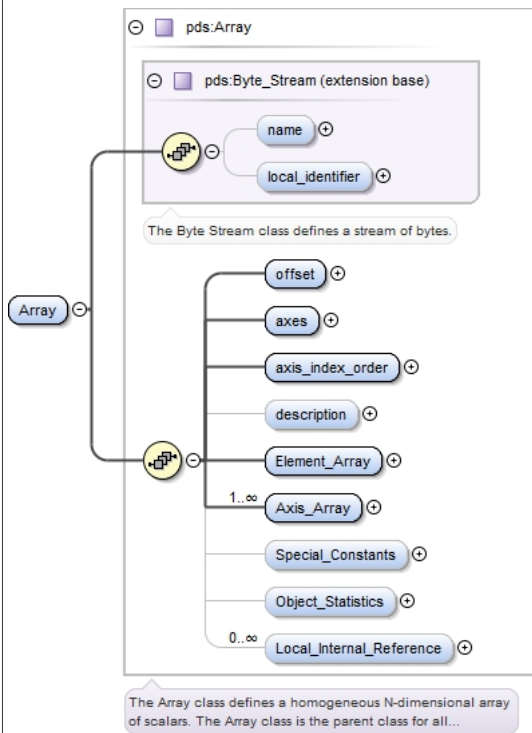 pds:Array
pds:Byte_Stream (extension base)
name
local_identifier
The Byte Stream class defines a stream of bytes.
offset
Array
axes
axis_index_order
description
Element_Array
1..∞
Axis_Array
Special_Constants
Object_Statistics
0..∞
Local_Internal_Reference
The Array class defines a homogeneous N-dimensional array
of scalars. The Array class is the parent class for all...